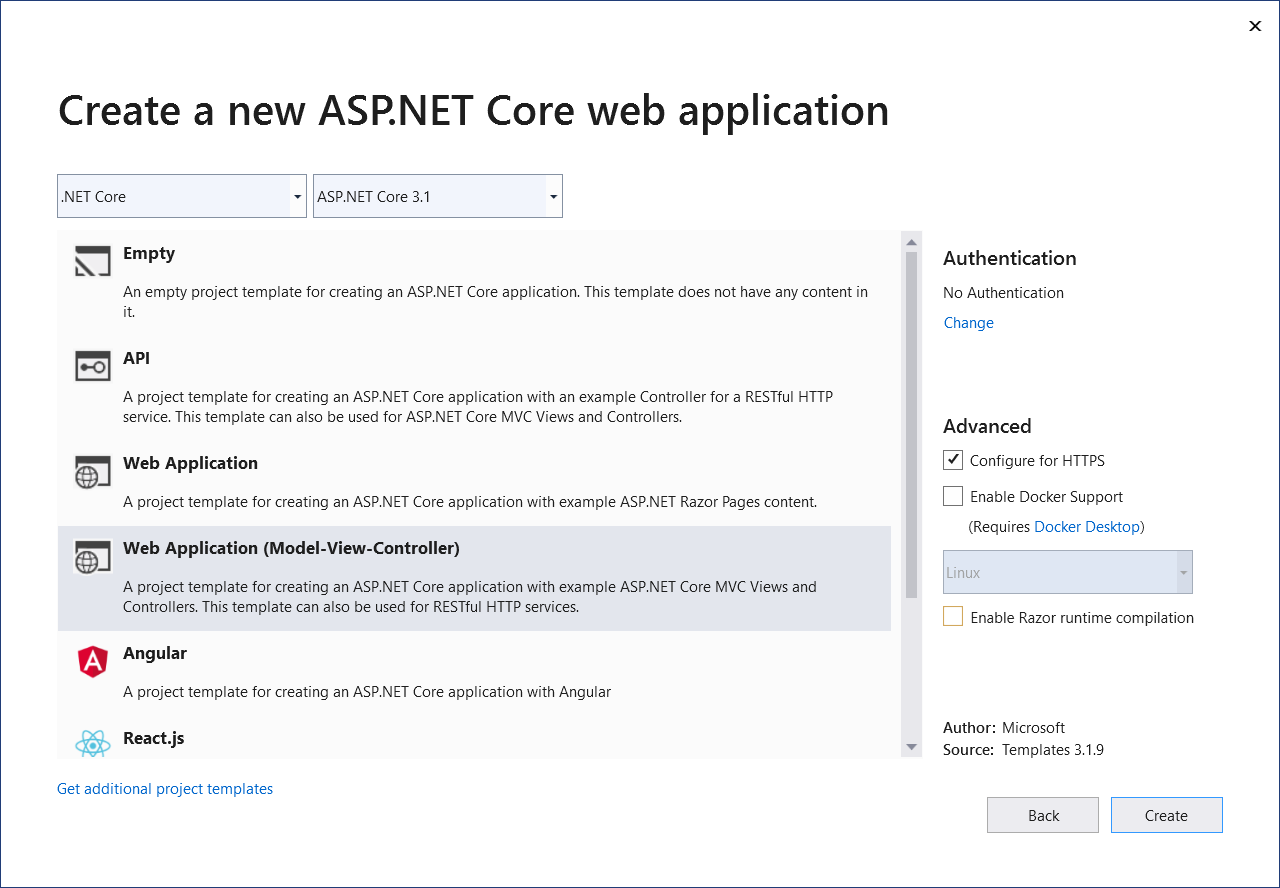 Create a new ASP.NET Core web application
.NET Core
ASP.NET Core 3.1
Empty
An empty project template for creating an ASP.NET Core application. This template does not have any content in
it.
API
A project template for creating an ASP.NET Core application with an example Controller for a RESTful HTTP
service. This template can also be used for ASP.NET Core MVC Views and Controllers.
Web Application
A project template for creating an ASP.NET Core application with example ASP.NET Razor Pages content.
Web Application (Model-View-Controller)
A project template for creating an ASP.NET Core application with example ASP.NET Core MVC Views and
Controllers. This template can also be used for RESTful HTTP services.
Angular
A project template for creating an ASP.NET Core application with Angular
React.js
Get additional project templates
Authentication
No Authentication
Change
Advanced
Configure for HTTPS
Enable Docker Support
(Requires Docker Desktop)
Linux
Enable Razor runtime compilation
Author: Microsoft
Source: Templates 3.1.9
Back
Create